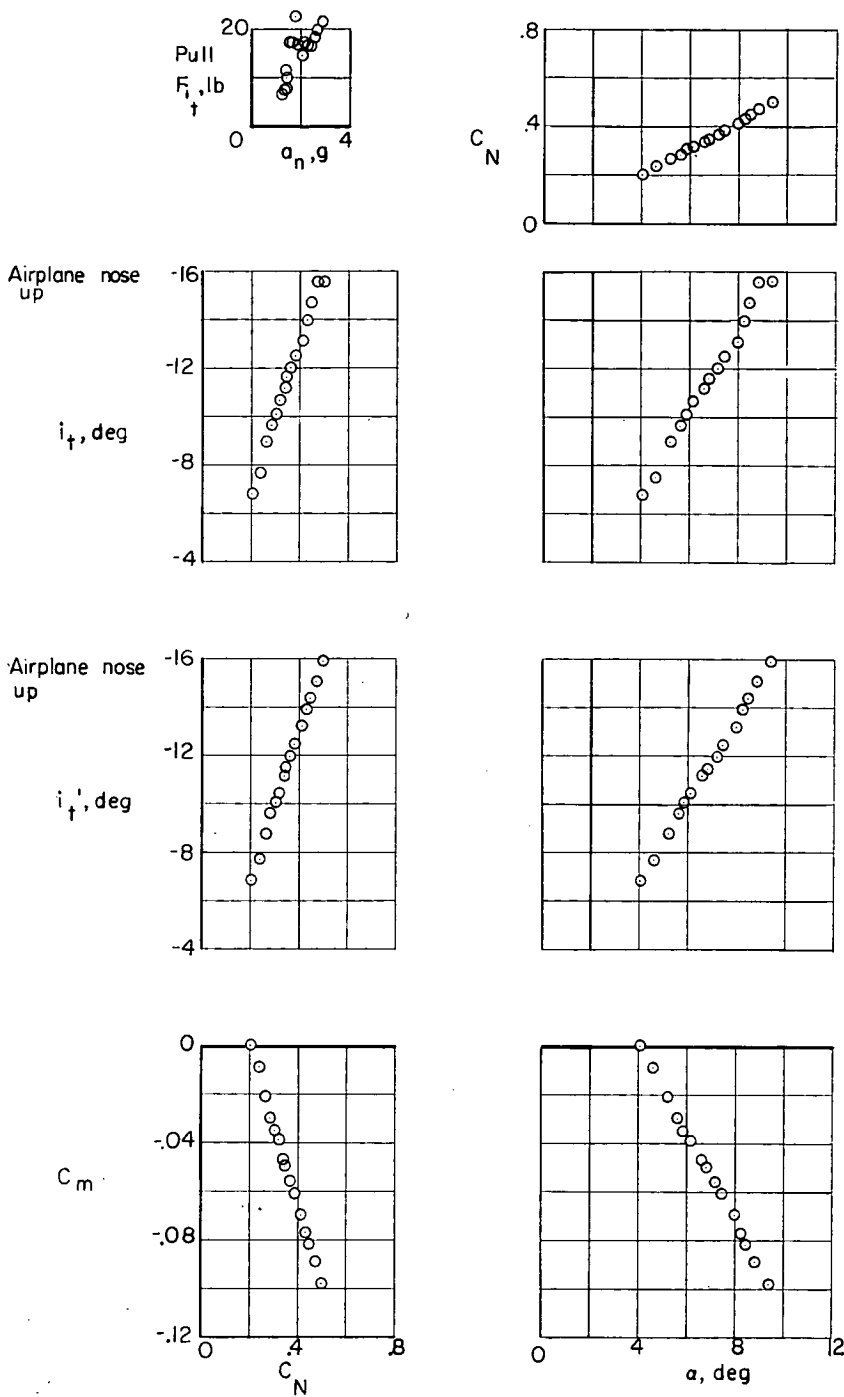 20
Pull
F_i_t, lb
0
4
a_n, g
.8
.4
0
C_N
Airplane nose
up
-16
-12
-8
-4
i_t, deg
Airplane nose
up
-16
-12
-8
-4
i_t', deg
0
-.04
-.08
-.12
C_m
0
.4
.8
C_N
0
4
8
12
α, deg